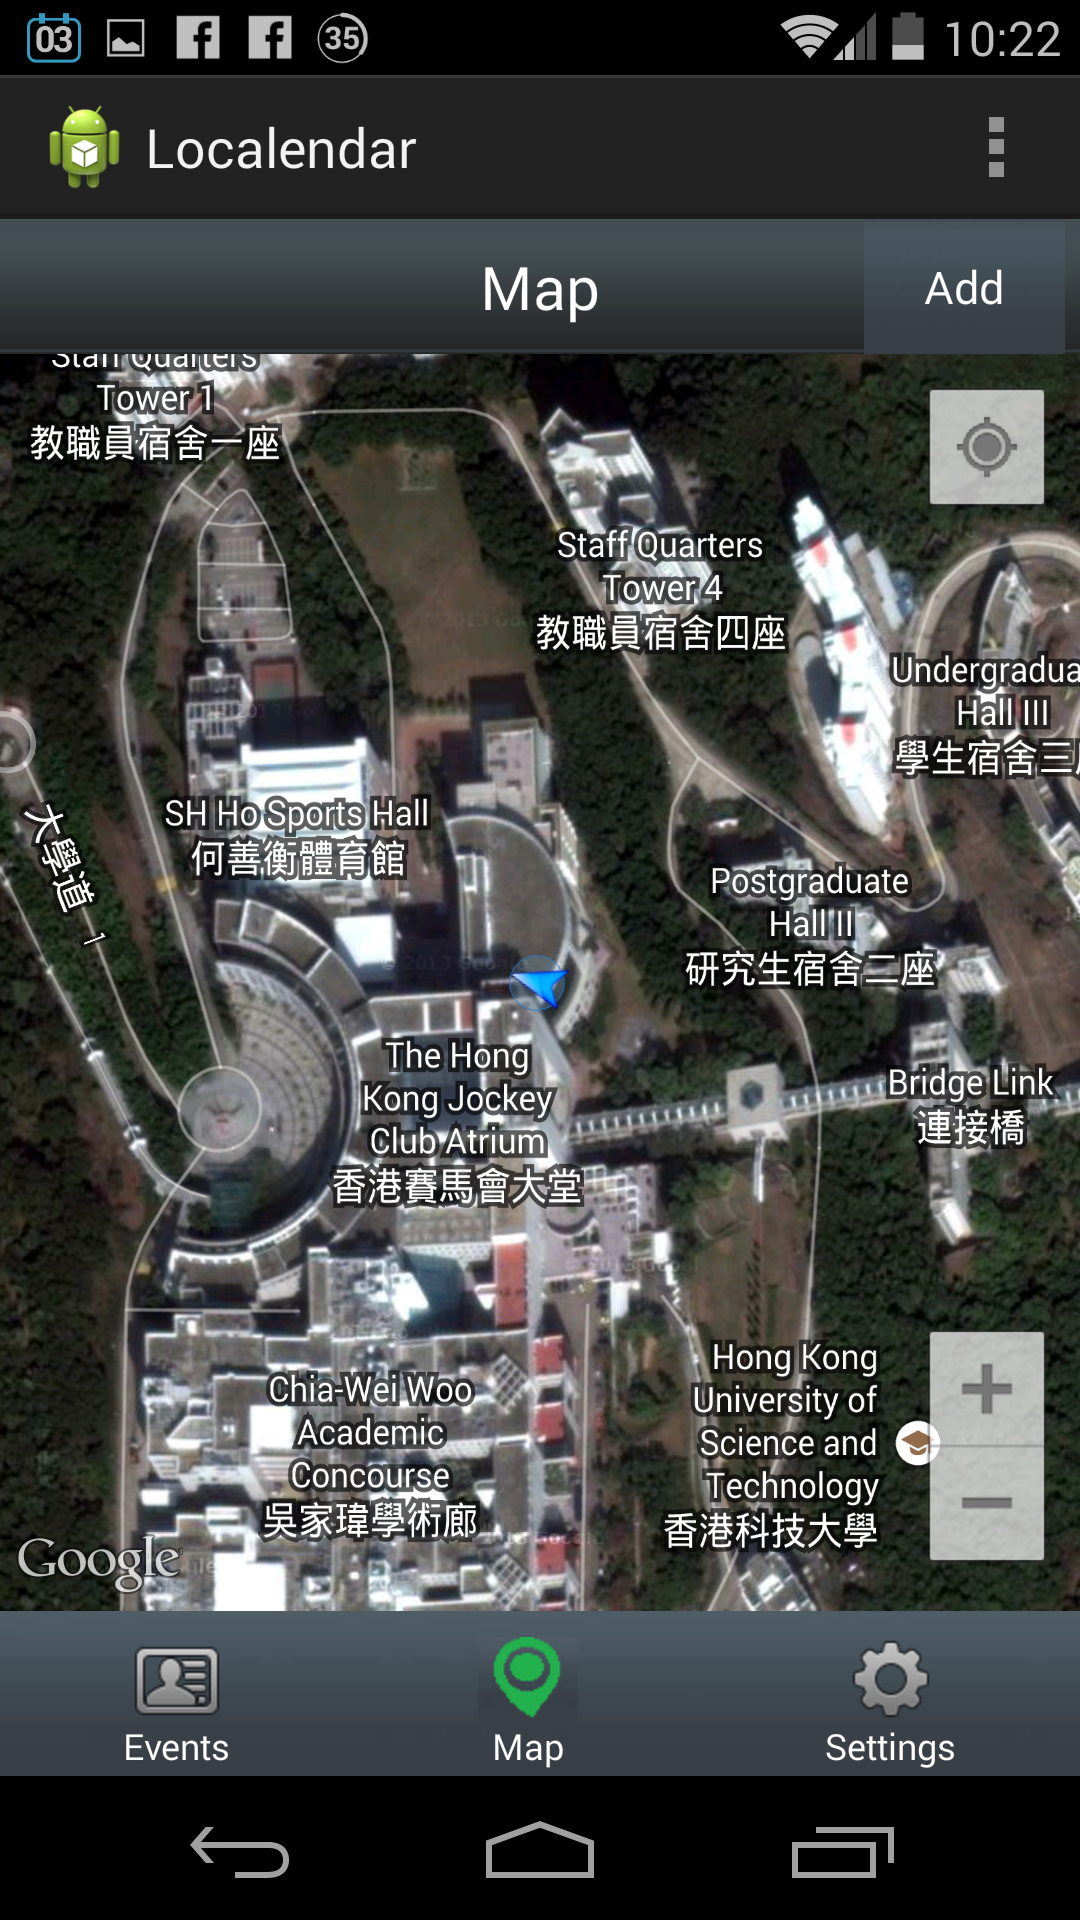 03
35
10:22
Localendar
Map
Add
Staff Quarters
Tower 1
教職員宿舍一座
Staff Quarters
Tower 4
教職員宿舍四座
Undergradua
Hall III
學生宿舍三
SH Ho Sports Hall
何善衡體育館
大學道
Postgraduate
Hall II
研究生宿舍二座
The Hong
Kong Jockey
Club Atrium
香港賽馬會大堂
Bridge Link
連接橋
Chia-Wei Woo
Academic
Concourse
吳家瑋學術廊
Hong Kong
University of
Science and
Technology
香港科技大學
Google
Events
Map
Settings